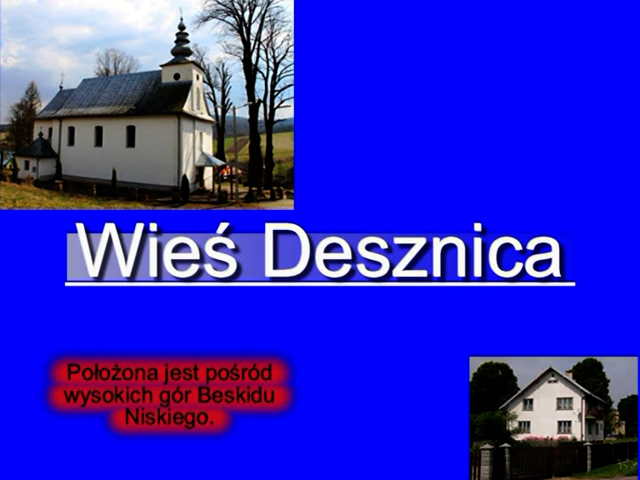 Wieś Desznica
Położona jest pośród
wysokich gór Beskidu
Niskiego.